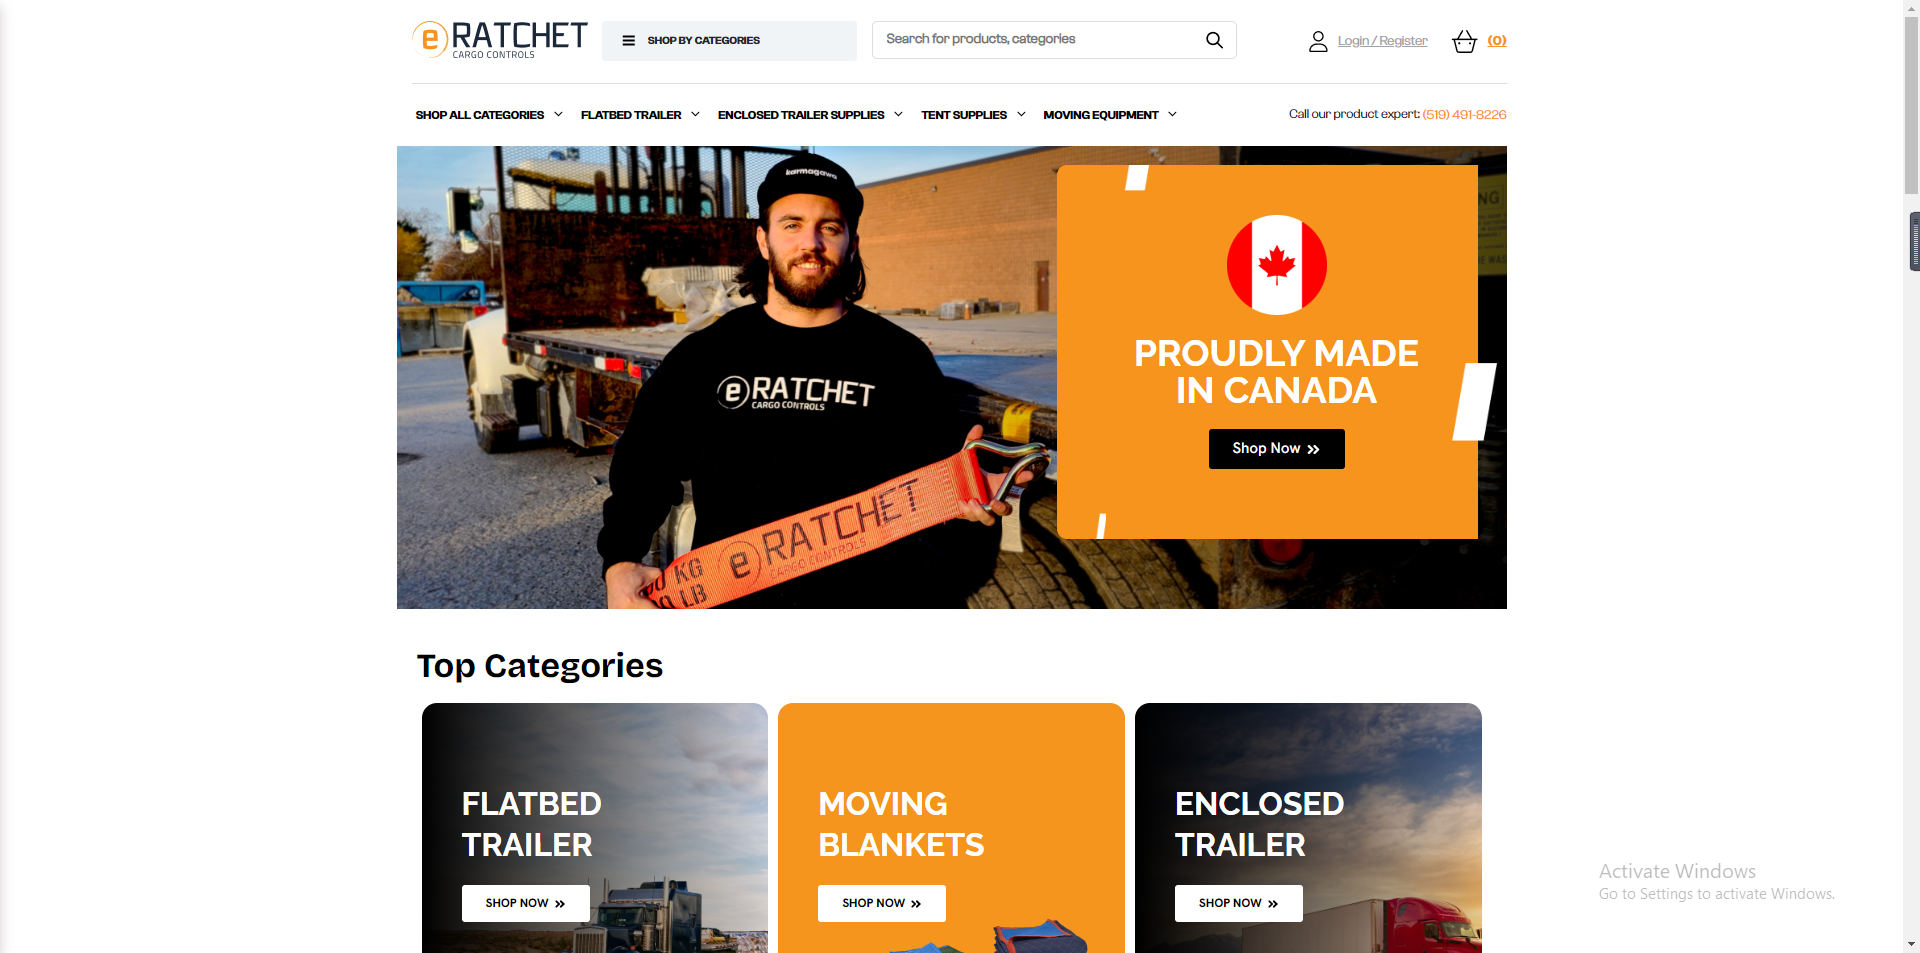 e RATCHET
CARGO CONTROLS
SHOP BY CATEGORIES
Search for products, categories
Login / Register
(0)
SHOP ALL CATEGORIES
FLATBED TRAILER
ENCLOSED TRAILER SUPPLIES
TENT SUPPLIES
MOVING EQUIPMENT
Call our product expert: (519) 491-8226
karmagawa
e RATCHET
CARGO CONTROLS
e RATCHET
CARGO CONTROLS
KG
LB
PROUDLY MADE
IN CANADA
Shop Now »
Top Categories
FLATBED
TRAILER
SHOP NOW »
MOVING
BLANKETS
SHOP NOW »
ENCLOSED
TRAILER
SHOP NOW »
Activate Windows
Go to Settings to activate Windows.